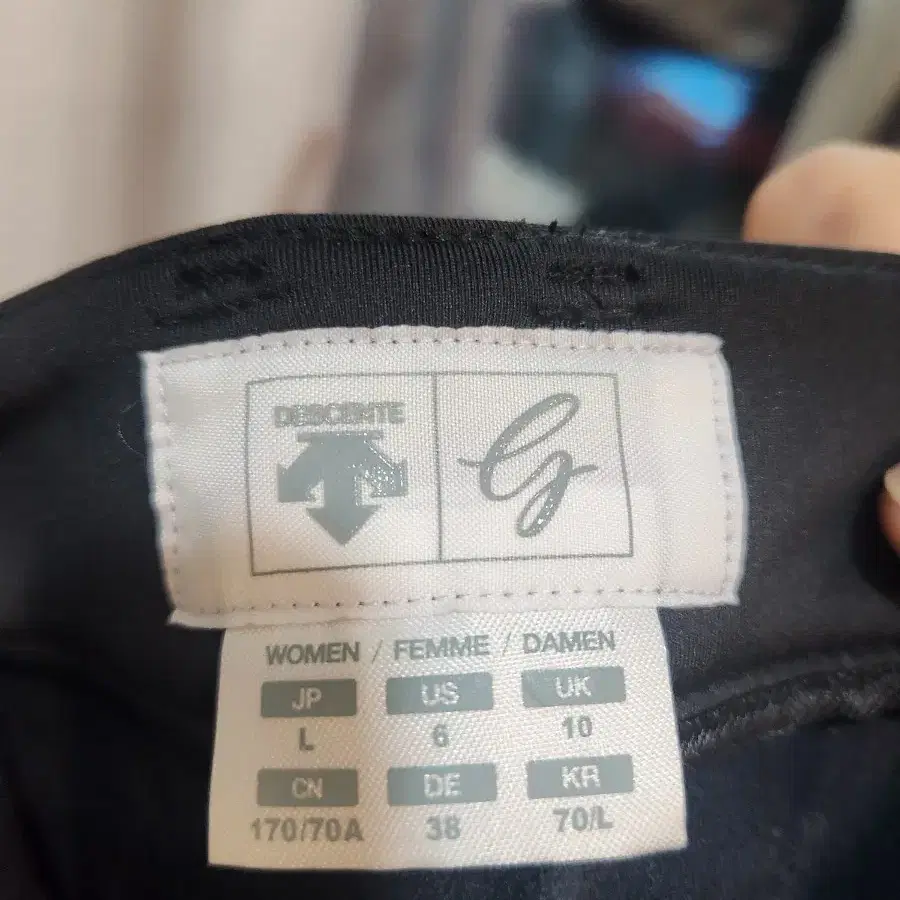 DESCENTE
WOMEN / FEMME / DAMEN
JP US UK
L 6 10
CN DE KR
170/70A 38 70/L